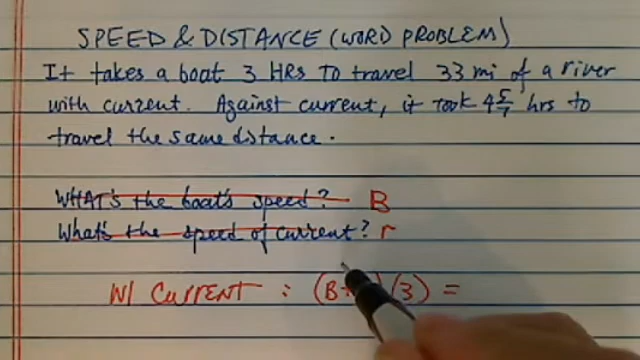 SPEED & DISTANCE (WORD PROBLEM)
It takes a boat 3 HRS TO travel 33 mi of a river
with current. Against current, it took 4 5/7 hrs to
travel the same distance.
WHAT's the boat's speed? B
What's the speed of current? r
W/ CURRENT : (B+ )(3) =